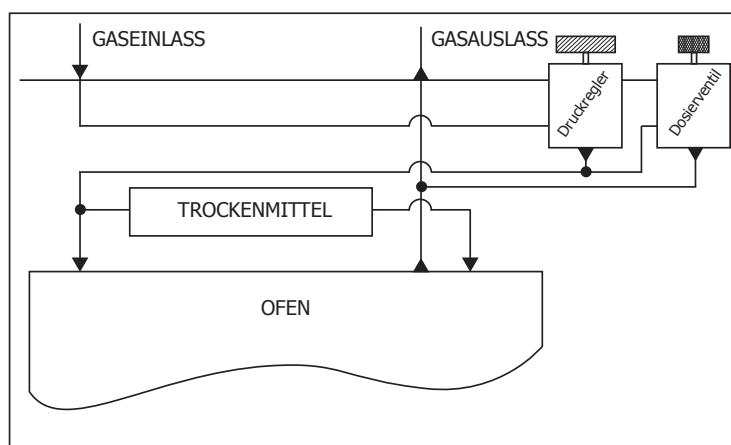 GASEINLASS
GASAUSLASS
Druckregler
Dosierventil
TROCKENMITTEL
OFEN